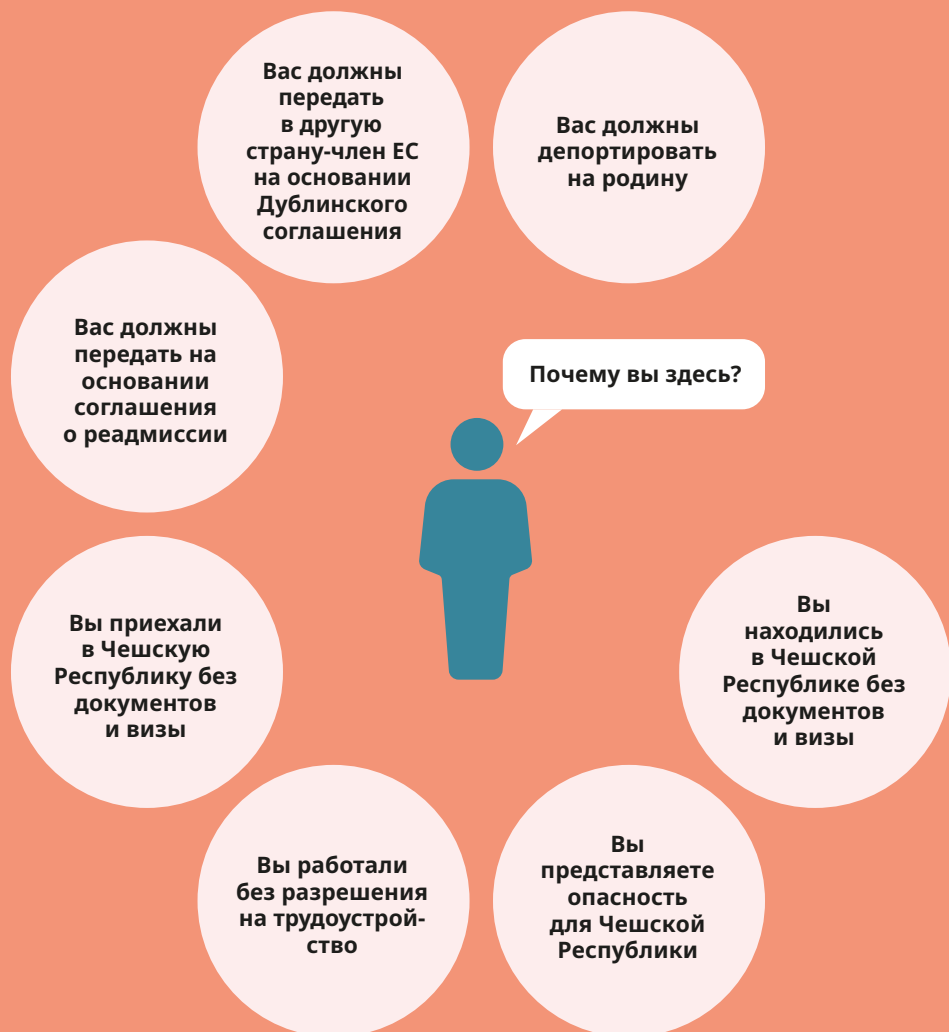 Вас должны
передать
в другую
страну-член ЕС
на основании
Дублинского
соглашения
Вас должны
депортировать
на родину
Вас должны
передать на
основании
соглашения
о реадмиссии
Почему вы здесь?
Вы приехали
в Чешскую
Республику без
документов
и визы
Вы
находились
в Чешской
Республике без
документов
и визы
Вы работали
без разрешения
на трудоустрой-
ство
Вы
представляете
опасность
для Чешской
Республики